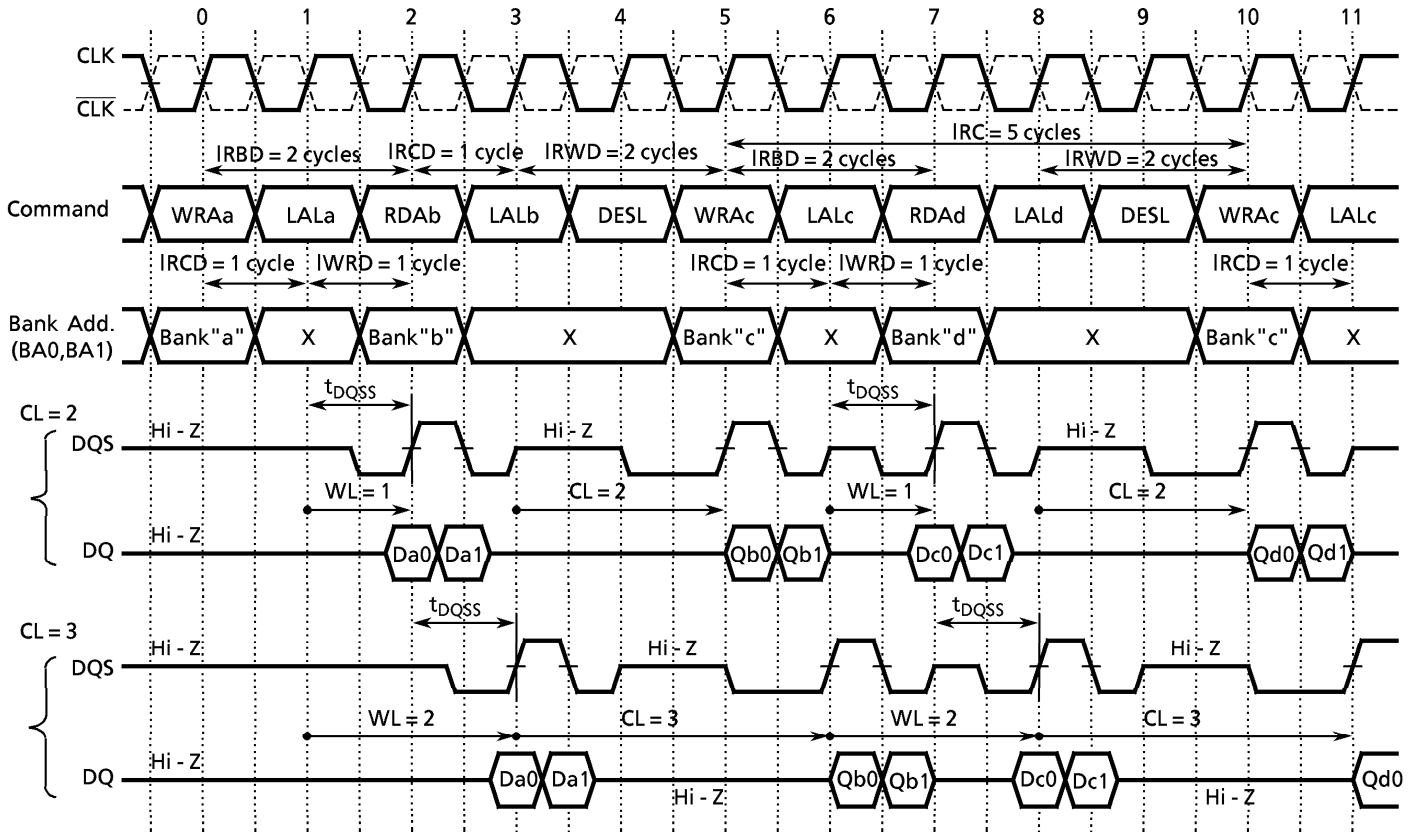 0 1 2 3 4 5 6 7 8 9 10 11
CLK
CLK
IRC = 5 cycles
IRBD = 2 cycles IRCD = 1 cycle IRWD = 2 cycles IRBD = 2 cycles IRWD = 2 cycles
Command WRAa LALa RDAb LALb DESL WRAc LALc RDAd LALd DESL WRAc LALc
IRCD = 1 cycle IWRD = 1 cycle IRCD = 1 cycle IWRD = 1 cycle IRCD = 1 cycle
Bank Add.
(BA0,BA1)
Bank"a" X Bank"b" X Bank"c" X Bank"d" X Bank"c" X
tDQSS tDQSS
CL = 2
Hi - Z Hi - Z Hi - Z
DQS
WL = 1 CL = 2 WL = 1 CL = 2
Hi - Z
DQ Da0 Da1 Qb0 Qb1 Dc0 Dc1 Qd0 Qd1
tDQSS tDQSS
CL = 3
Hi - Z Hi - Z Hi - Z
DQS
WL = 2 CL = 3 WL = 2 CL = 3
Hi - Z
DQ Da0 Da1 Qb0 Qb1 Dc0 Dc1 Qd0
Hi - Z Hi - Z